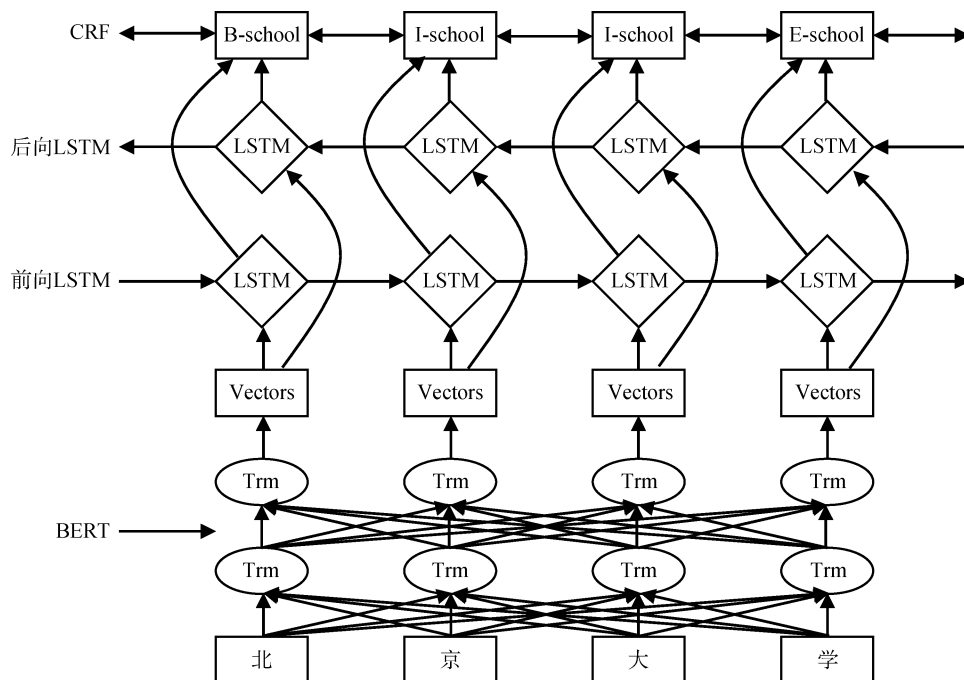 CRF B-school I-school I-school E-school
后向LSTM LSTM LSTM LSTM LSTM
前向LSTM LSTM LSTM LSTM LSTM
Vectors Vectors Vectors Vectors
Trm Trm Trm Trm
BERT
Trm Trm Trm Trm
北 京 大 学